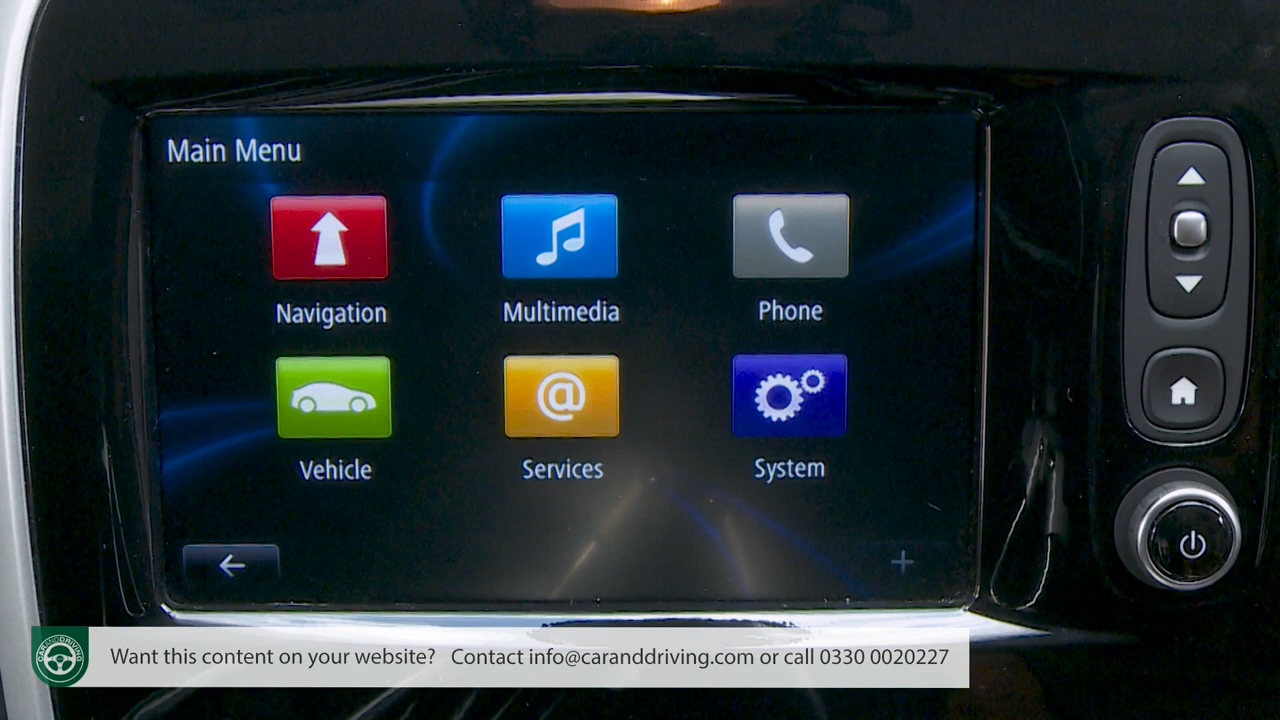 Main Menu
Navigation
Multimedia
Phone
Vehicle
@
Services
System
CARANDDRIVING
Want this content on your website? Contact info@caranddriving.com or call 0330 0020227